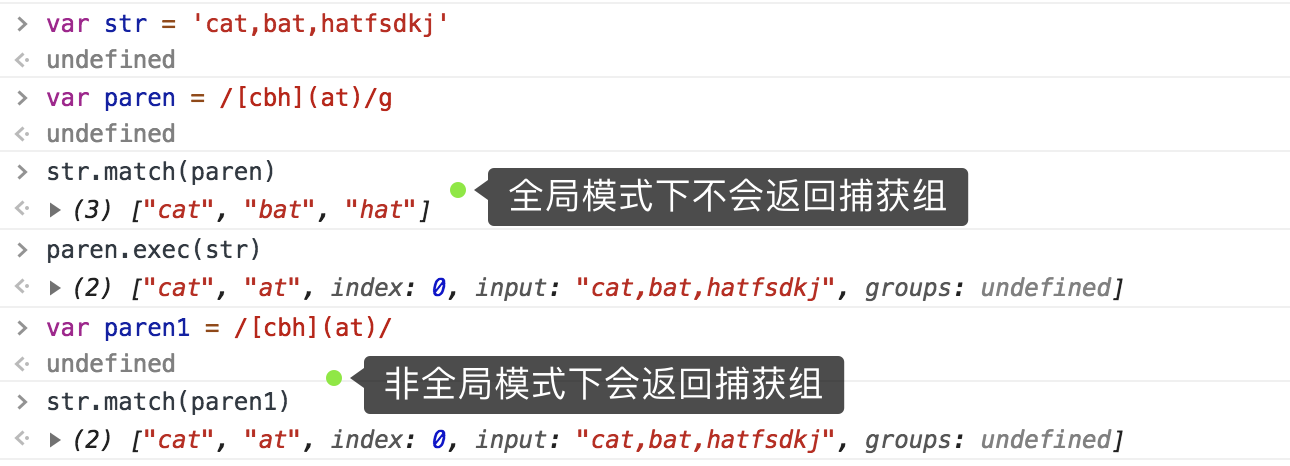 > var str = 'cat,bat,hatfsdkj'
< undefined
> var paren = /[cbh](at)/g
< undefined
> str.match(paren)
全局模式下不会返回捕获组
< ▶ (3) ["cat", "bat", "hat"]
> paren.exec(str)
< ▶ (2) ["cat", "at", index: 0, input: "cat,bat,hatfsdkj", groups: undefined]
> var paren1 = /[cbh](at)/
< undefined
非全局模式下会返回捕获组
> str.match(paren1)
< ▶ (2) ["cat", "at", index: 0, input: "cat,bat,hatfsdkj", groups: undefined]